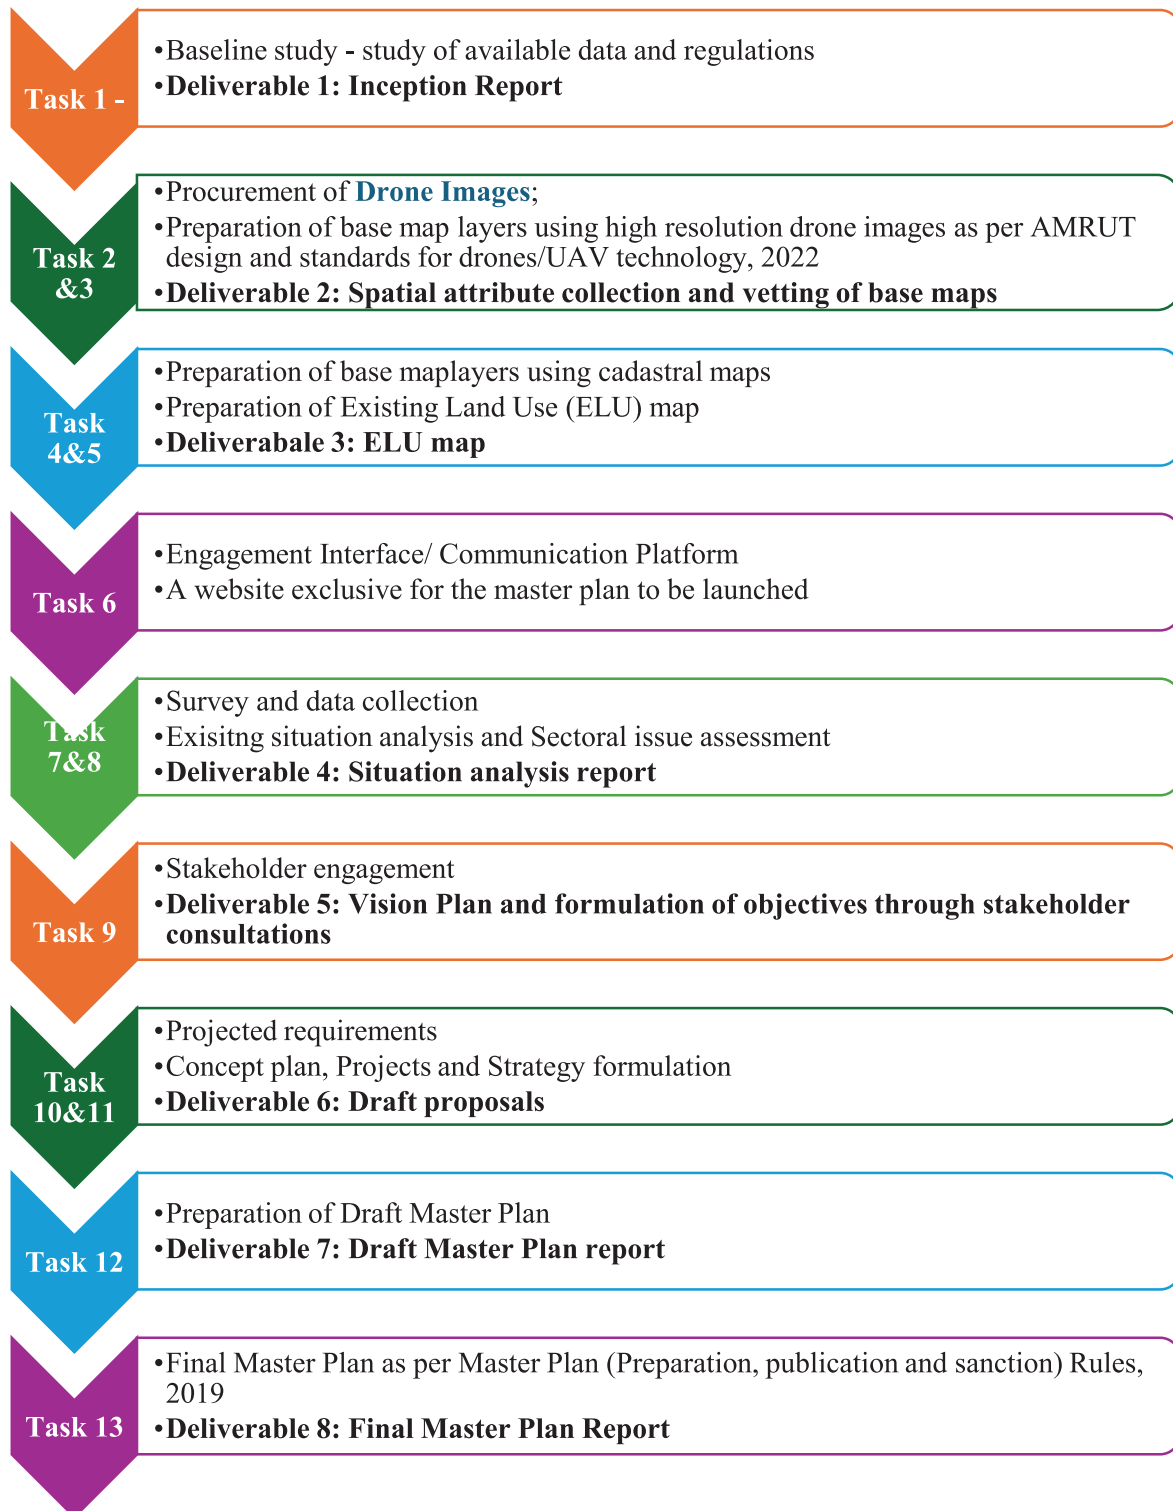 Task 1 -
•Baseline study - study of available data and regulations
•Deliverable 1: Inception Report
Task 2
&3
•Procurement of Drone Images;
•Preparation of base map layers using high resolution drone images as per AMRUT
design and standards for drones/UAV technology, 2022
•Deliverable 2: Spatial attribute collection and vetting of base maps
Task
4&5
•Preparation of base maplayers using cadastral maps
•Preparation of Existing Land Use (ELU) map
•Deliverabale 3: ELU map
Task 6
•Engagement Interface/ Communication Platform
•A website exclusive for the master plan to be launched
Task
7&8
•Survey and data collection
•Exisitng situation analysis and Sectoral issue assessment
•Deliverable 4: Situation analysis report
Task 9
•Stakeholder engagement
•Deliverable 5: Vision Plan and formulation of objectives through stakeholder
consultations
Task
10&11
•Projected requirements
•Concept plan, Projects and Strategy formulation
•Deliverable 6: Draft proposals
Task 12
•Preparation of Draft Master Plan
•Deliverable 7: Draft Master Plan report
Task 13
•Final Master Plan as per Master Plan (Preparation, publication and sanction) Rules,
2019
•Deliverable 8: Final Master Plan Report